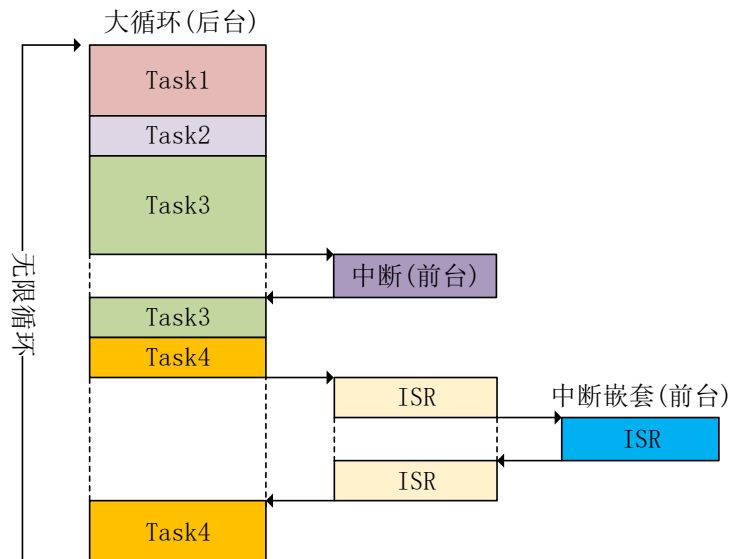 大循环(后台)
Task1
Task2
Task3
无限循环
中断(前台)
Task3
Task4
ISR
中断嵌套(前台)
ISR
ISR
Task4